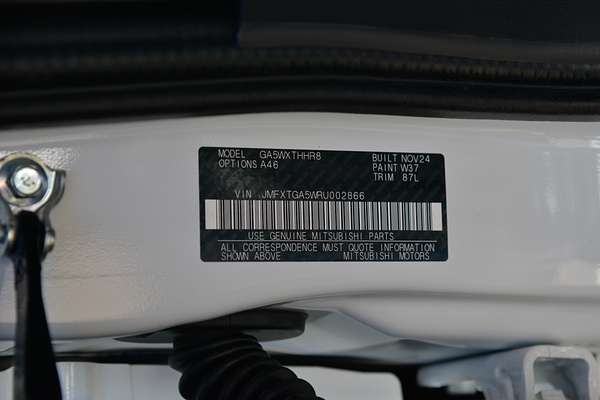 MODEL GA5WXTHHR8 BUILT NOV24
OPTIONS A46 PAINT W37
TRIM 87L
VIN JMFXTGA5WRU002866
USE GENUINE MITSUBISHI PARTS
ALL CORRESPONDENCE MUST QUOTE INFORMATION
SHOWN ABOVE MITSUBISHI MOTORS